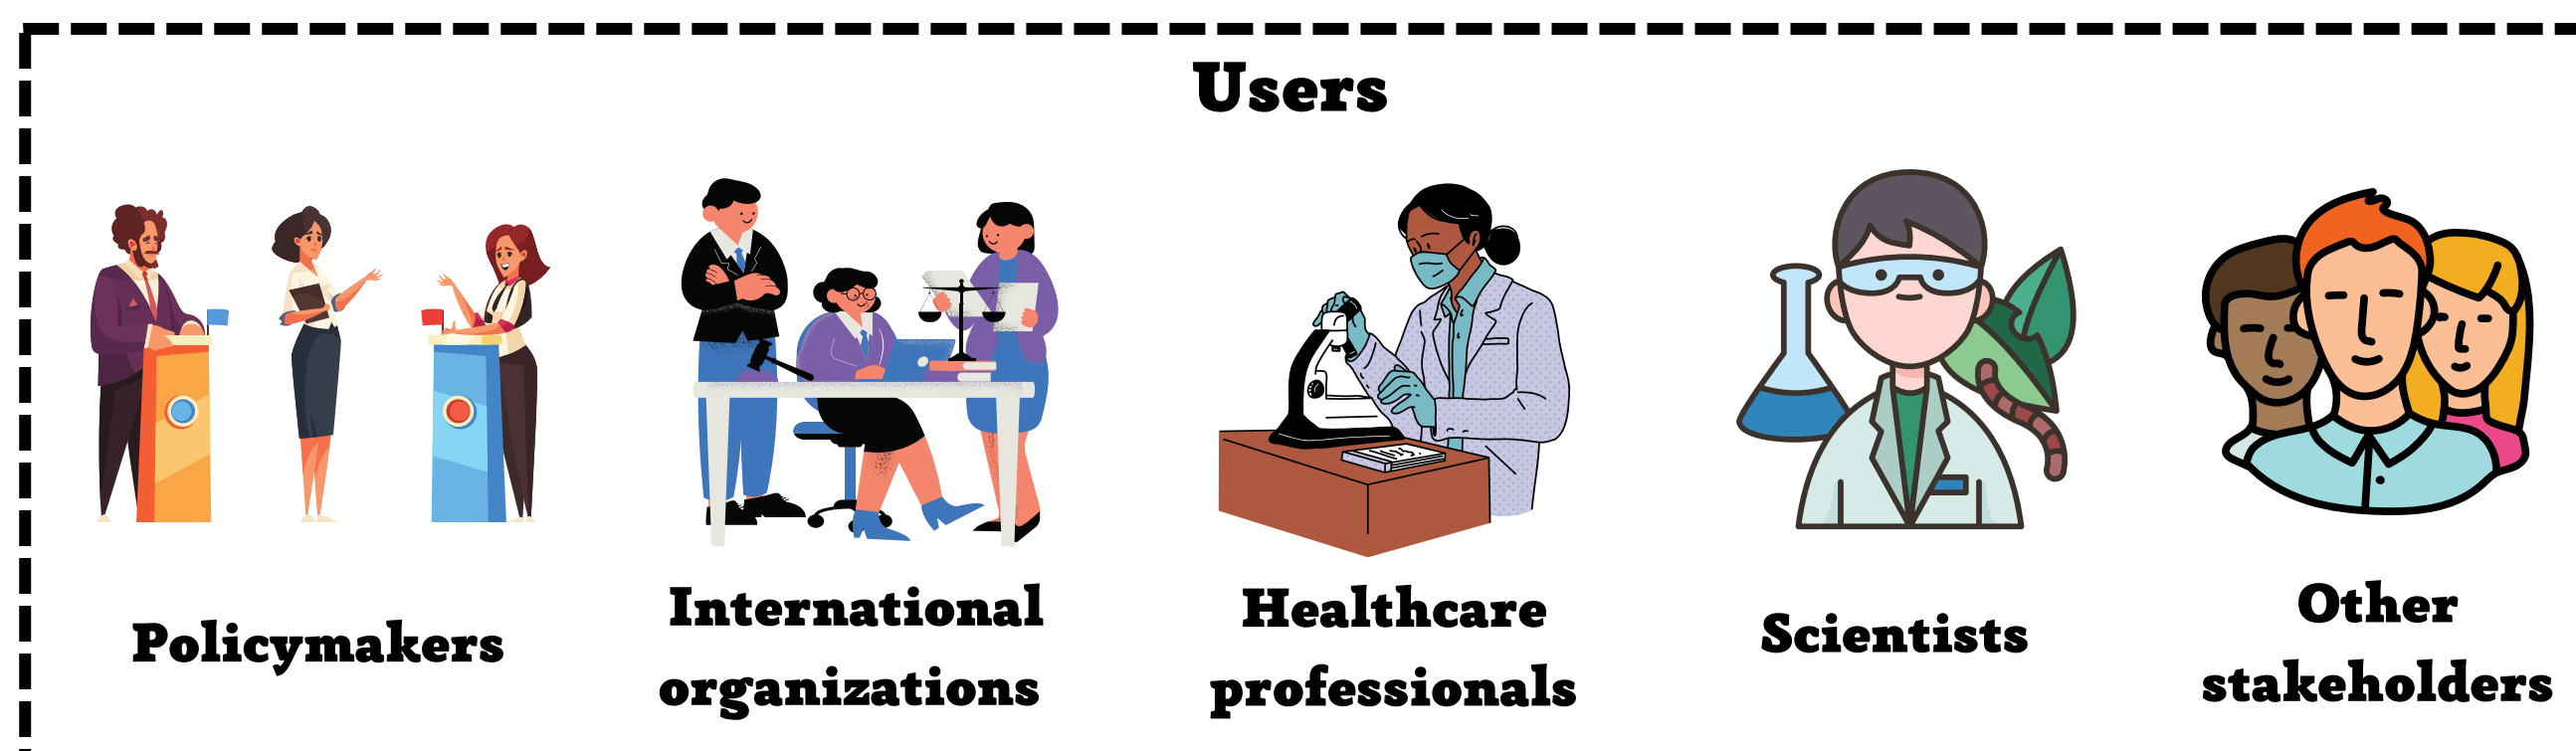 Users
Policymakers
International
organizations
Healthcare
professionals
Scientists
Other
stakeholders